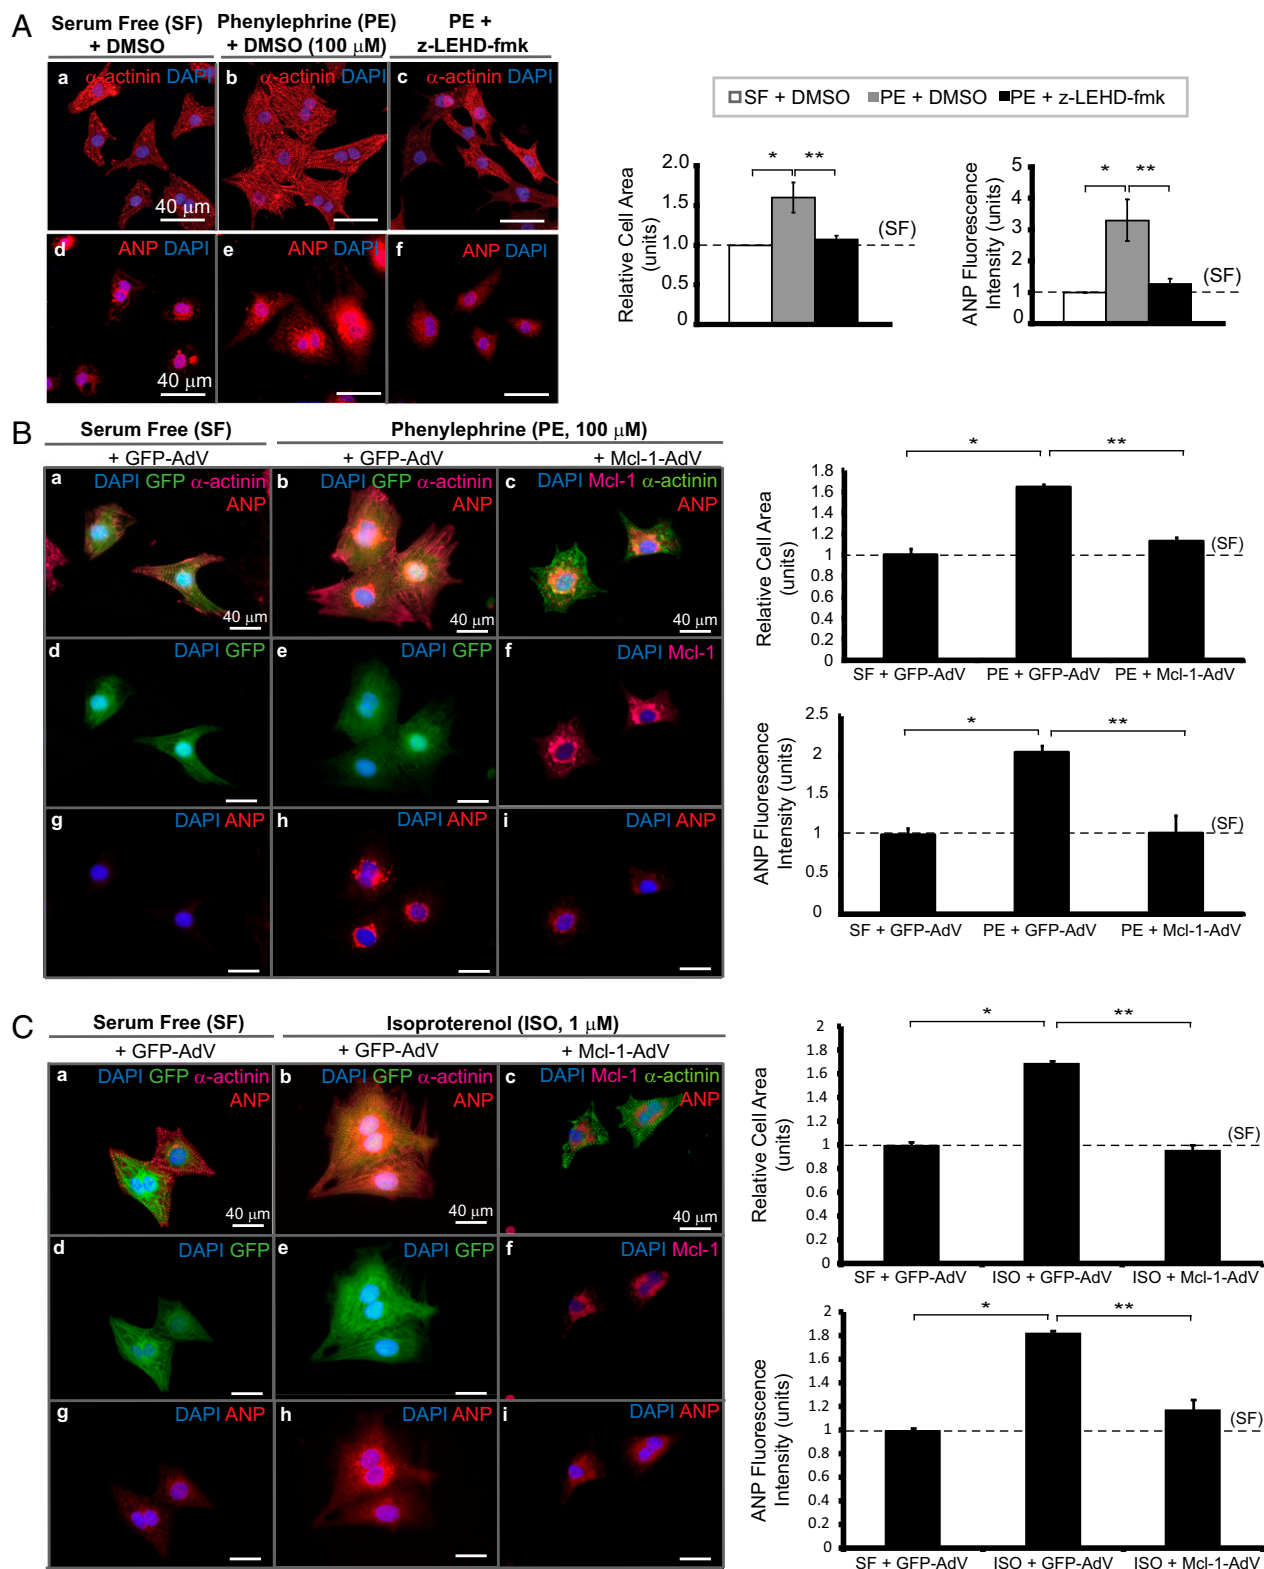 A
Serum Free (SF)
+ DMSO
Phenylephrine (PE)
+ DMSO (100 μM)
PE +
z-LEHD-fmk
a
α-actinin DAPI
40 μm
b
α-actinin DAPI
c
α-actinin DAPI
d
ANP DAPI
40 μm
e
ANP DAPI
f
ANP DAPI
SF + DMSO PE + DMSO PE + z-LEHD-fmk
Relative Cell Area
(units)
2.0
1.5
1.0
0.5
0
* **
(SF)
ANP Fluorescence
Intensity (units)
5
4
3
2
1
0
* **
(SF)
B
Serum Free (SF)
Phenylephrine (PE, 100 μM)
+ GFP-AdV
+ GFP-AdV
+ Mcl-1-AdV
a
DAPI GFP α-actinin
ANP
40 μm
b
DAPI GFP α-actinin
ANP
40 μm
c
DAPI Mcl-1 α-actinin
ANP
40 μm
d
DAPI GFP
e
DAPI GFP
f
DAPI Mcl-1
g
DAPI ANP
h
DAPI ANP
i
DAPI ANP
Relative Cell Area
(units)
1.8
1.6
1.4
1.2
1
0.8
0.6
0.4
0.2
0
* **
(SF)
SF + GFP-AdV PE + GFP-AdV PE + Mcl-1-AdV
ANP Fluorescence
Intensity (units)
2.5
2
1.5
1
0.5
0
* **
(SF)
SF + GFP-AdV PE + GFP-AdV PE + Mcl-1-AdV
C
Serum Free (SF)
Isoproterenol (ISO, 1 μM)
+ GFP-AdV
+ GFP-AdV
+ Mcl-1-AdV
a
DAPI GFP α-actinin
ANP
40 μm
b
DAPI GFP α-actinin
ANP
40 μm
c
DAPI Mcl-1 α-actinin
ANP
40 μm
d
DAPI GFP
e
DAPI GFP
f
DAPI Mcl-1
g
DAPI ANP
h
DAPI ANP
i
DAPI ANP
Relative Cell Area
(units)
2
1.8
1.6
1.4
1.2
1
0.8
0.6
0.4
0.2
0
* **
(SF)
SF + GFP-AdV ISO + GFP-AdV ISO + Mcl-1-AdV
ANP Fluorescence
Intensity (units)
2
1.8
1.6
1.4
1.2
1
0.8
0.6
0.4
0.2
0
* **
(SF)
SF + GFP-AdV ISO + GFP-AdV ISO + Mcl-1-AdV